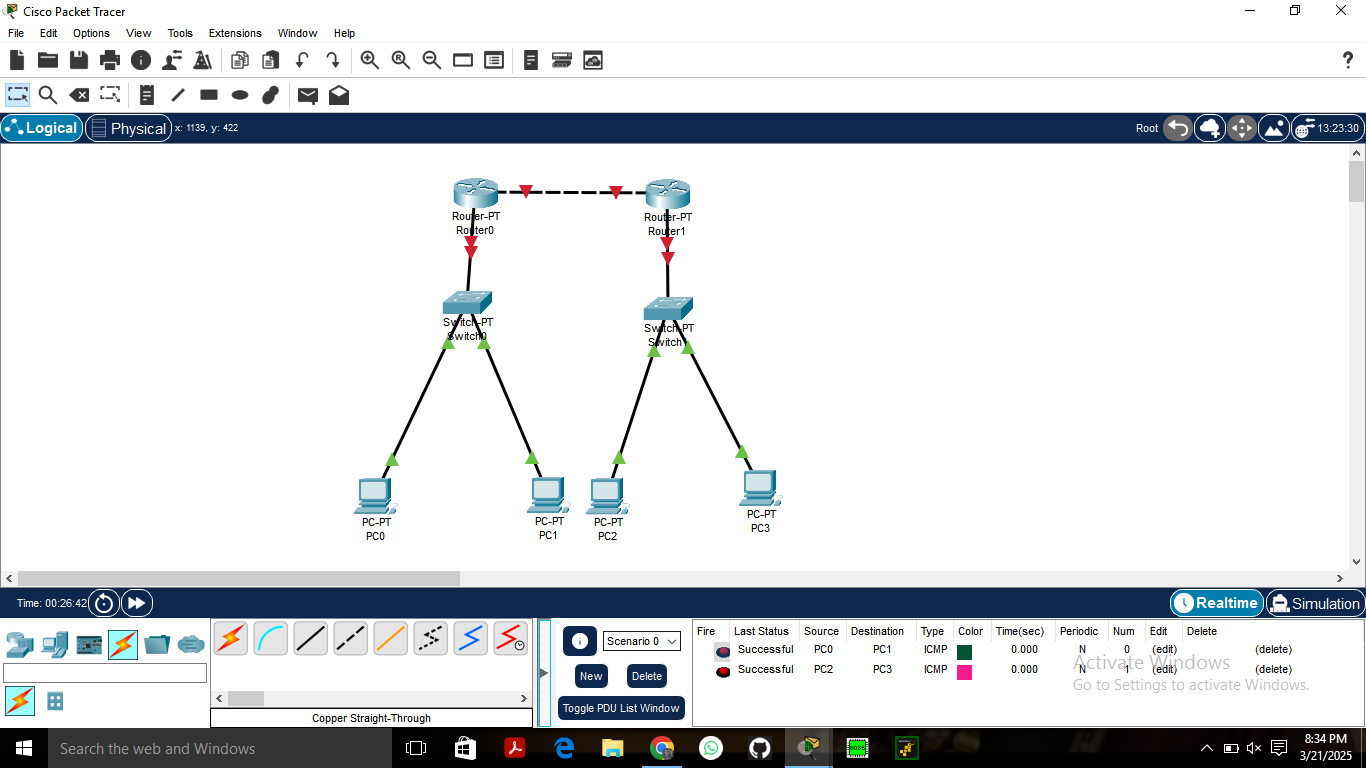 Cisco Packet Tracer
File Edit Options View Tools Extensions Window Help
Logical Physical x: 1139, y: 422 Root 13:23:30
Router-PT
Router0
Router-PT
Router1
Switch-PT
Switch0
Switch-PT
Switch1
PC-PT
PC0
PC-PT
PC1
PC-PT
PC2
PC-PT
PC3
Time: 00:26:42 Realtime Simulation
Scenario 0
New Delete
Toggle PDU List Window
Copper Straight-Through
Fire Last Status Source Destination Type Color Time(sec) Periodic Num Edit Delete
Successful PC0 PC1 ICMP 0.000 N 0 (edit) (delete)
Successful PC2 PC3 ICMP 0.000 N 1 (edit) (delete)
Activate Windows
Go to Settings to activate Windows.
Search the web and Windows
8086
8:34 PM
3/21/2025